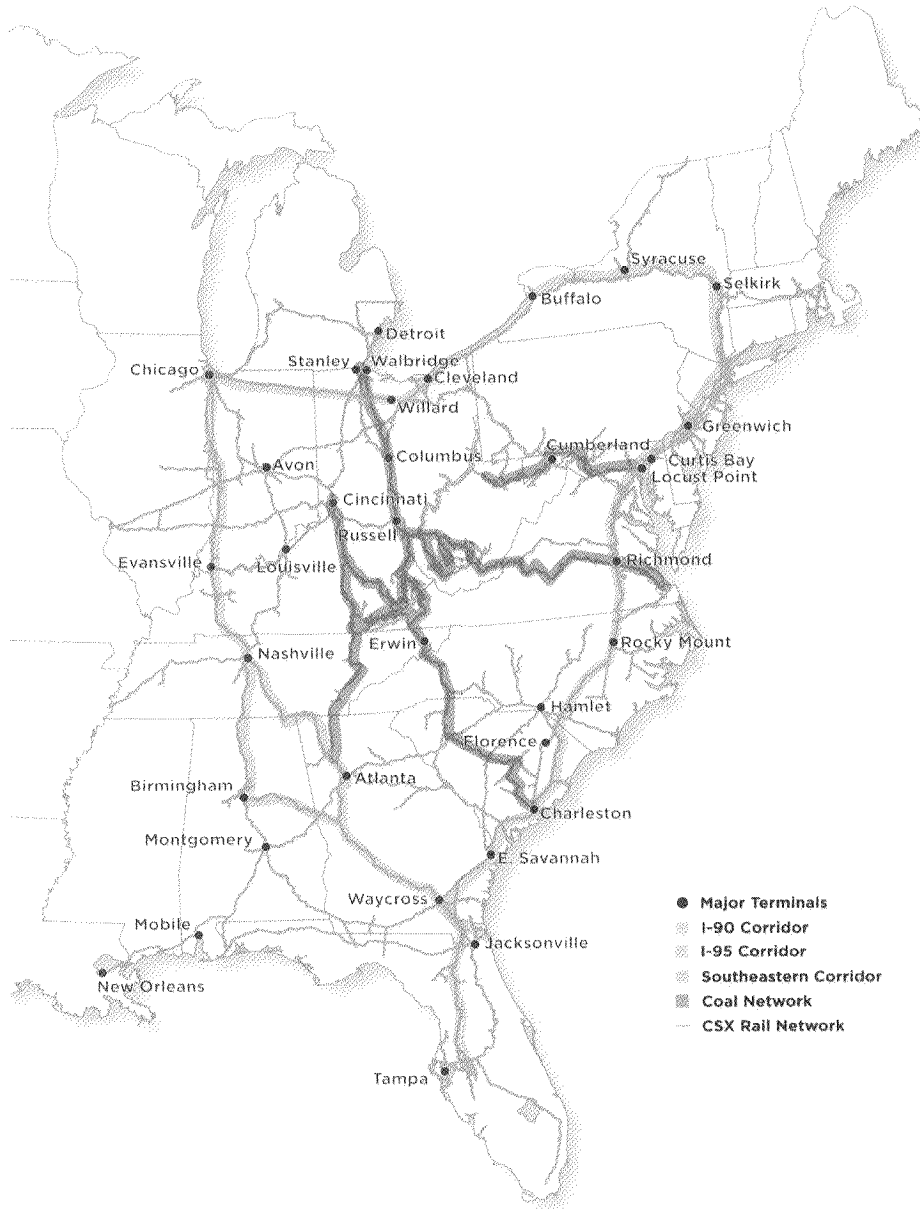 Syracuse
Selkirk
Buffalo
Detroit
Stanley
Walbridge
Chicago
Cleveland
Willard
Greenwich
Cumberland
Columbus
Curtis Bay
Avon
Locust Point
Cincinnati
Russell
Richmond
Evansville
Louisville
Erwin
Rocky Mount
Nashville
Hamlet
Florence
Atlanta
Birmingham
Charleston
Montgomery
E. Savannah
Waycross
Mobile
Jacksonville
New Orleans
Tampa
Major Terminals
I-90 Corridor
I-95 Corridor
Southeastern Corridor
Coal Network
CSX Rail Network